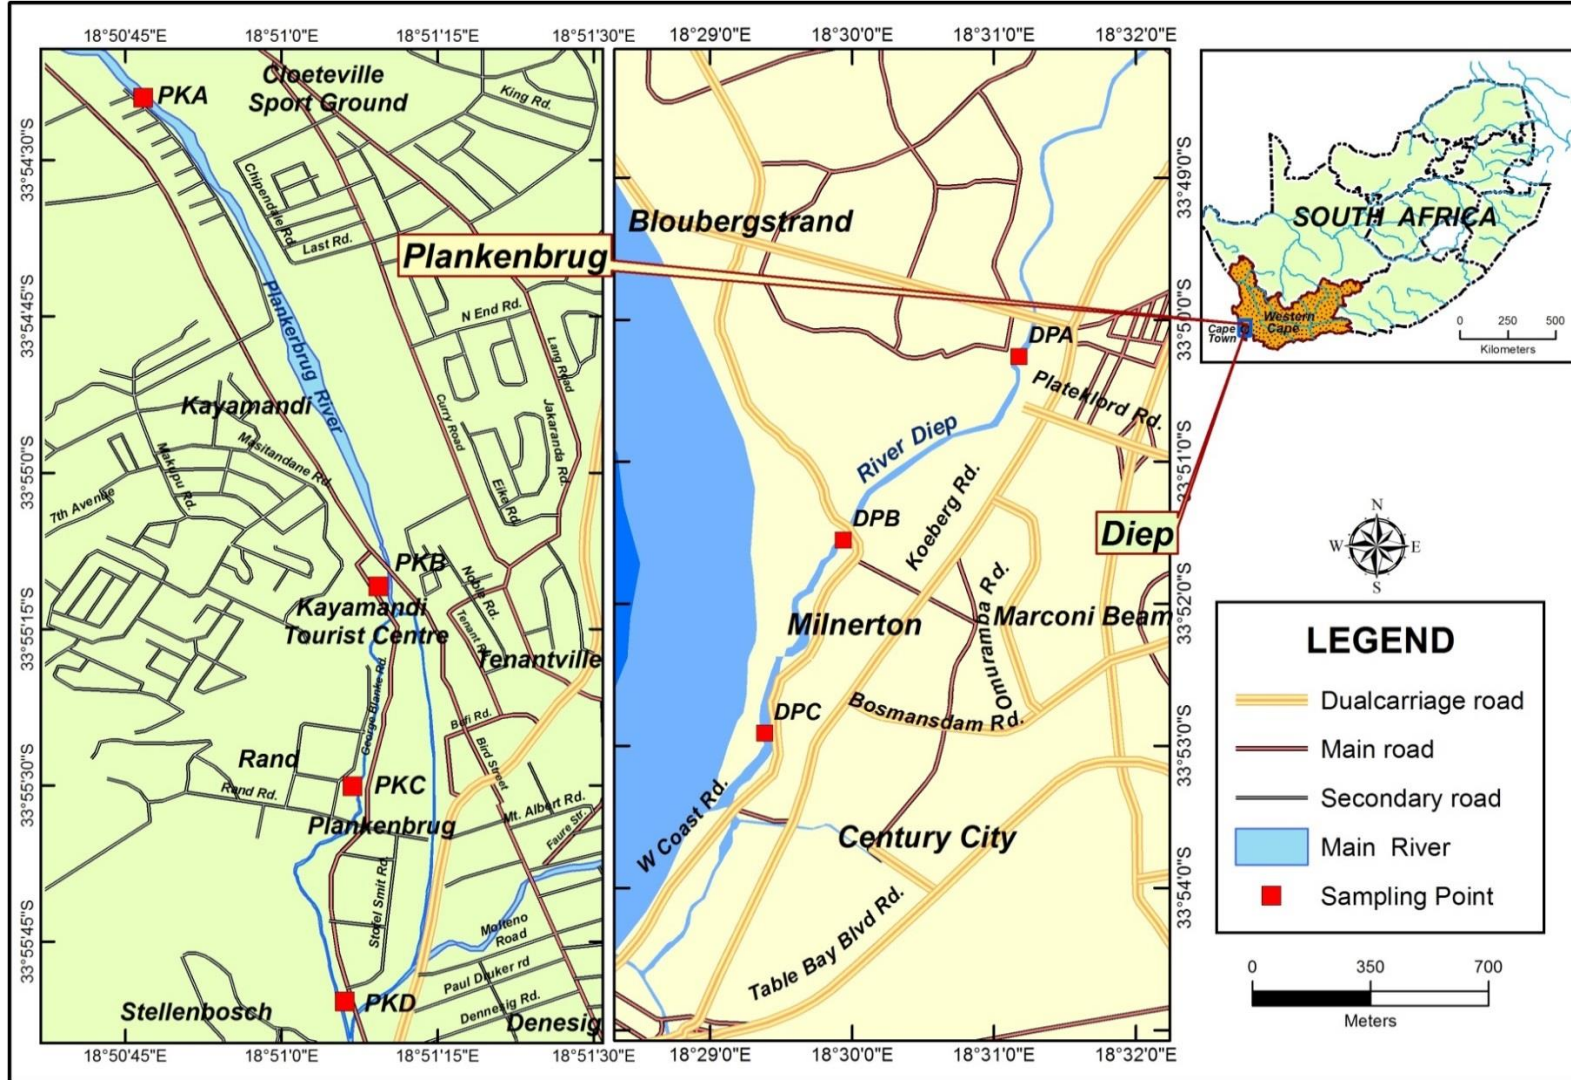 18°50'45"E
18°51'0"E
18°51'15"E
18°51'30"E
18°29'0"E
18°30'0"E
18°31'0"E
18°32'0"E
33°54'30"S
33°54'45"S
33°55'0"S
33°55'15"S
33°55'30"S
33°55'45"S
PKA
Cloeteville
Sport Ground
King Rd.
Chipendale Rd.
Last Rd.
Plankenbrug
Plankerbrug River
N End Rd.
Lang Road
Kayamandi
Curry Road
Jakaranda Rd.
Masitandane Rd
Makupu Rd.
7th Avenue
Eike Rd.
PKB
Noble Rd.
Kayamandi
Tourist Centre
Tenant Rd.
Tenantville
George Blanke Rd.
Bird Street
Rand
Rand Rd.
PKC
Plankenbrug
Mt. Albert Rd.
Faure Str.
Stofel Smit Rd.
Molteno
Road
Paul Druker rd
Dennesig Rd.
PKD
Stellenbosch
Denesig
18°50'45"E
18°51'0"E
18°51'15"E
18°51'30"E
Bloubergstrand
DPA
Plateklord Rd.
River Diep
DPB
Koeberg Rd.
Omuramba Rd.
Milnerton
Marconi Beam
DPC
Bosmansdam Rd.
W Coast Rd.
Century City
Table Bay Blvd Rd.
Diep
18°29'0"E
18°30'0"E
18°31'0"E
18°32'0"E
33°49'0"S
33°50'0"S
33°51'0"S
33°52'0"S
33°53'0"S
33°54'0"S
SOUTH AFRICA
Western
Cape
Cape
Town
0 250 500
Kilometers
N
W E
S
LEGEND
Dualcarriage road
Main road
Secondary road
Main River
Sampling Point
0 350 700
Meters